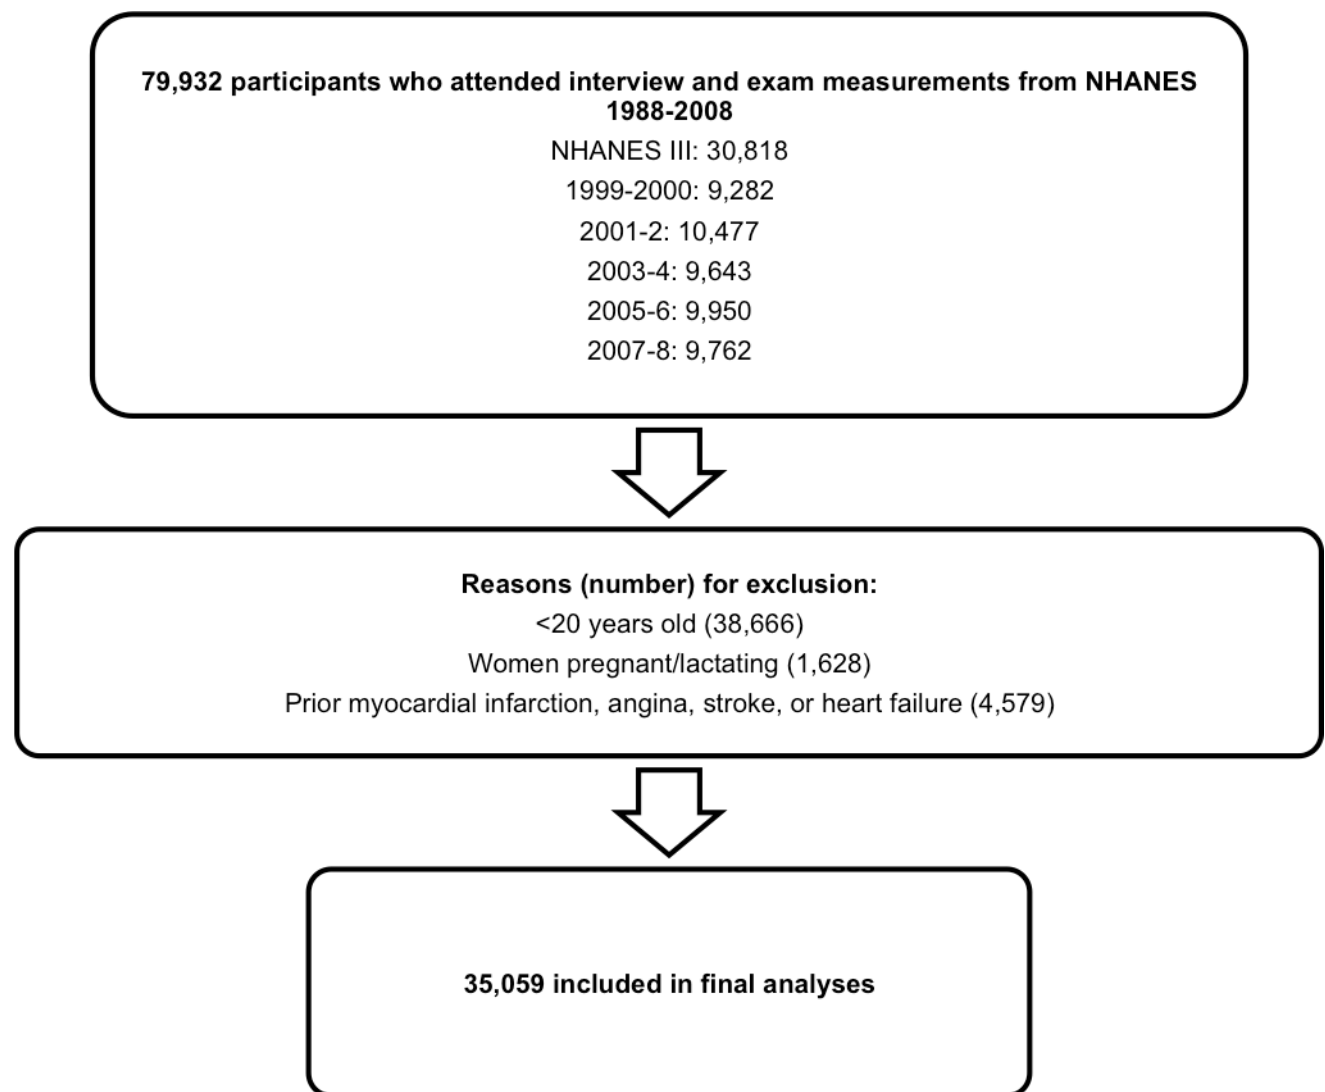 79,932 participants who attended interview and exam measurements from NHANES
1988-2008
NHANES III: 30,818
1999-2000: 9,282
2001-2: 10,477
2003-4: 9,643
2005-6: 9,950
2007-8: 9,762
Reasons (number) for exclusion:
<20 years old (38,666)
Women pregnant/lactating (1,628)
Prior myocardial infarction, angina, stroke, or heart failure (4,579)
35,059 included in final analyses